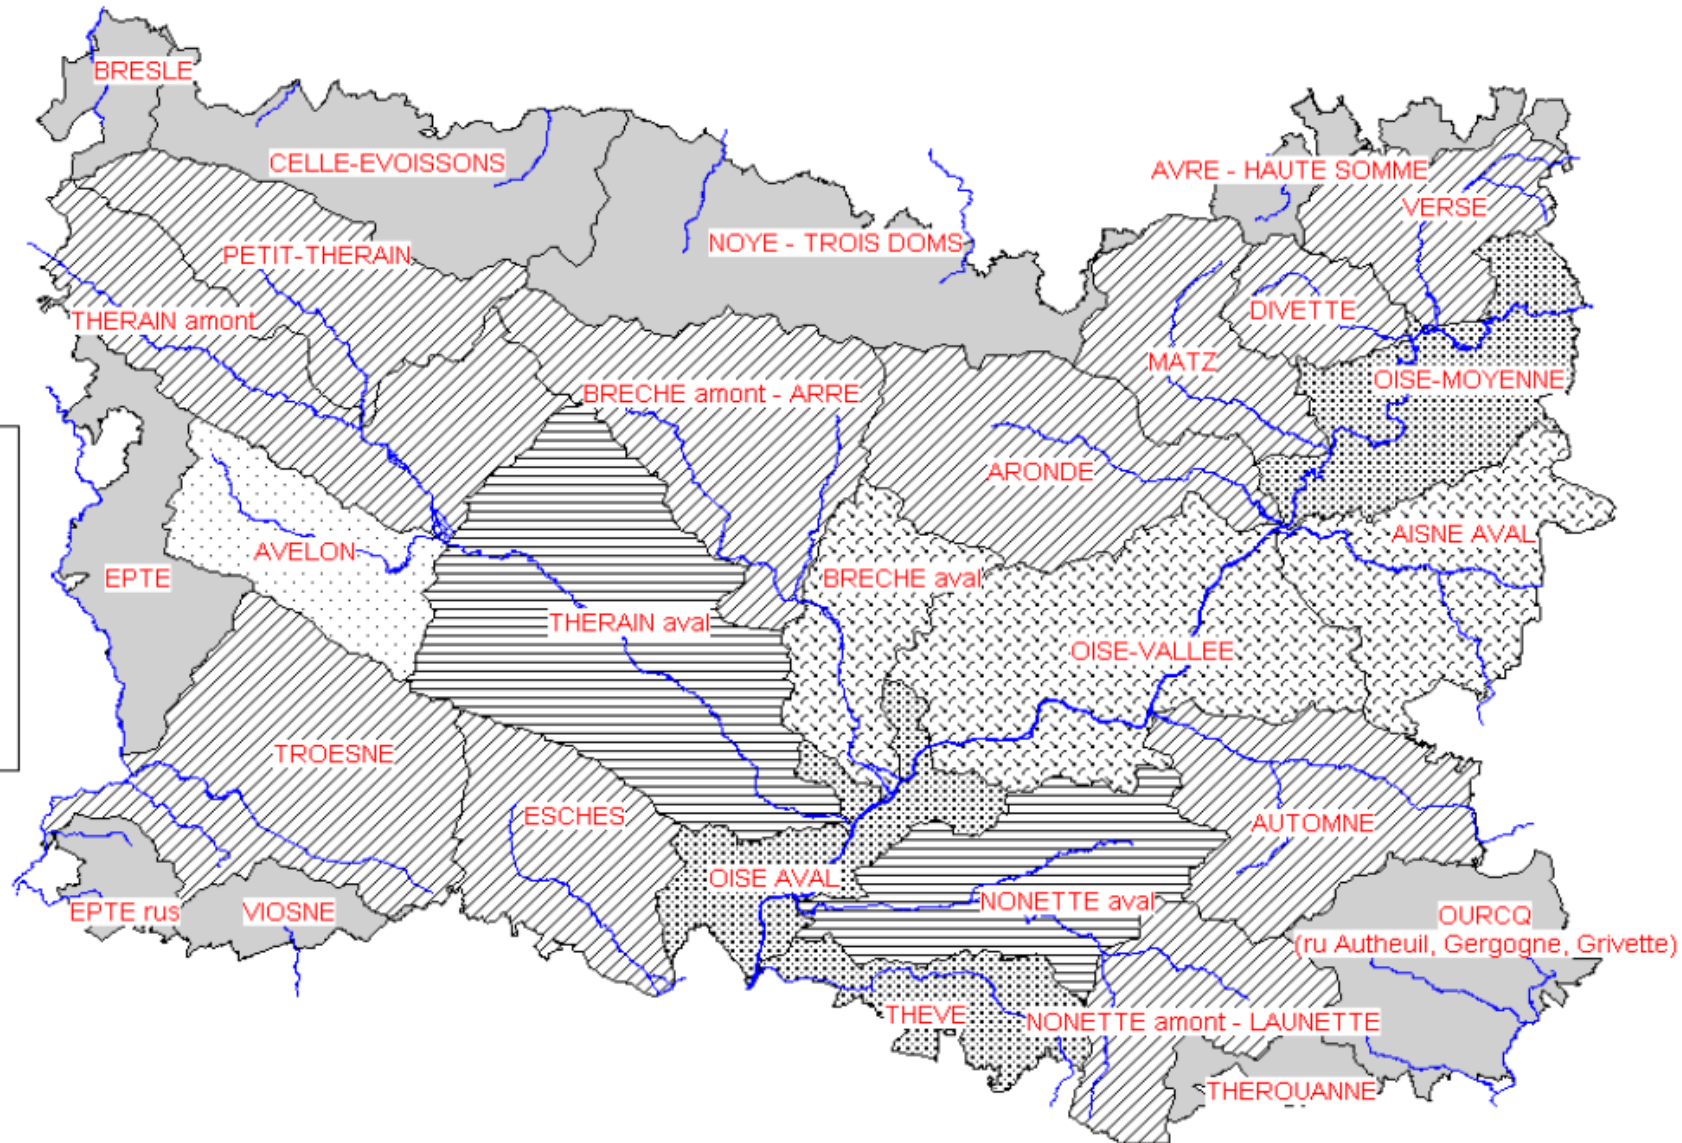 BRESLE
CELLE-EVOISSONS
AVRE - HAUTE SOMME
VERSE
NOYE - TROIS DOMS
PETIT-THERAIN
DIVETTE
THERAIN amont
MATZ
OISE-MOYENNE
BRECHE amont - ARRE
ARONDE
AISNE AVAL
AVELON
EPTE
BRECHE aval
THERAIN aval
OISE-VALLEE
TROESNE
ESCHES
AUTOMNE
OISE AVAL
NONETTE aval
EPTE rus
VIOSNE
OURCQ
(ru Autheuil, Gergogne, Grivette)
THEVE
NONETTE amont - LAUNETTE
THEROUANNE